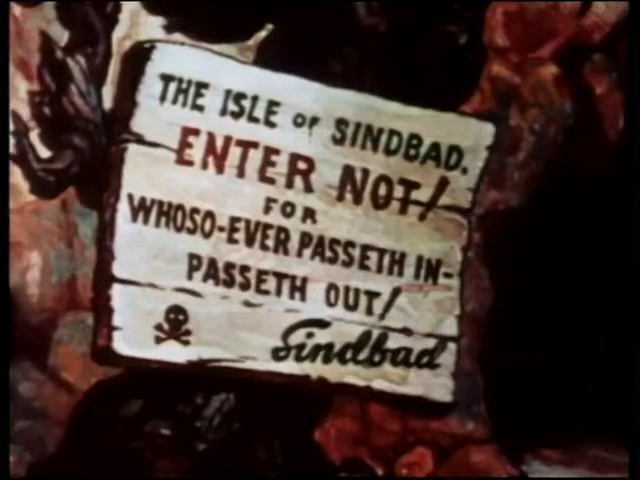 THE ISLE OF SINDBAD.
ENTER NOT!
FOR
WHOSO-EVER PASSETH IN-
PASSETH OUT!
Sindbad